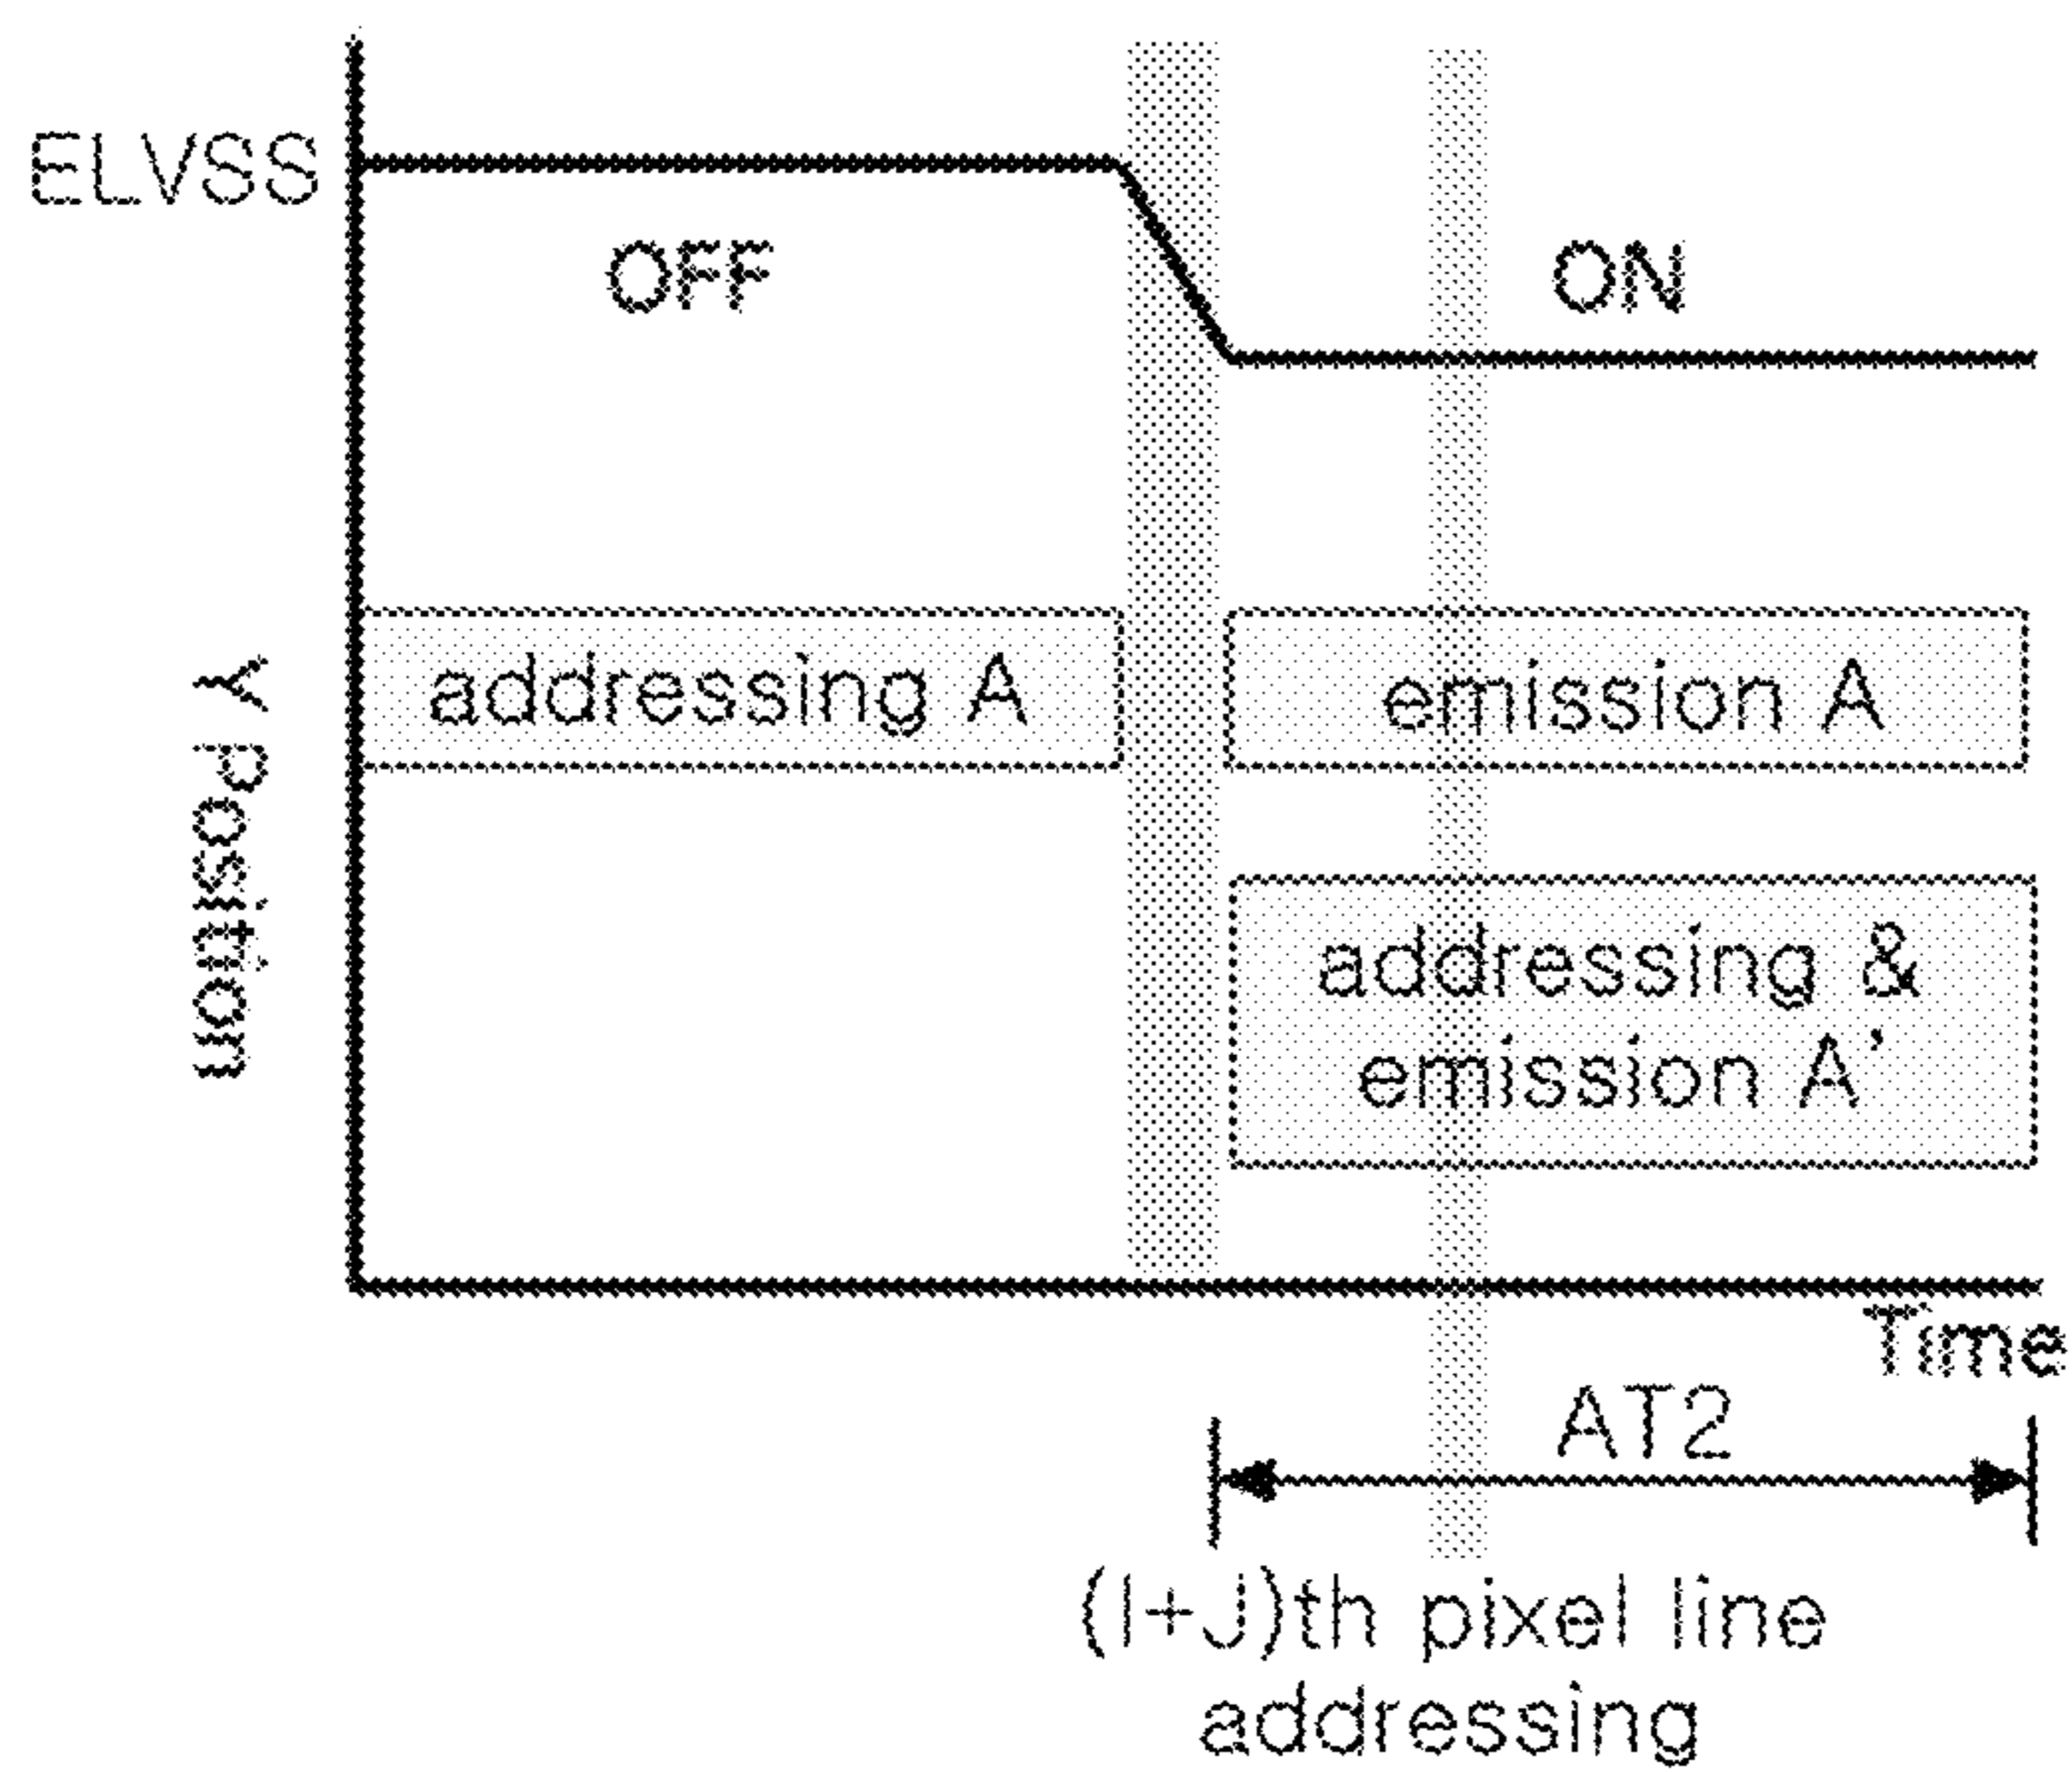 ELVSS
OFF
ON
Y Position
addressing A
emission A
addressing &
emission A'
Time
AT2
(I+J)th pixel line
addressing